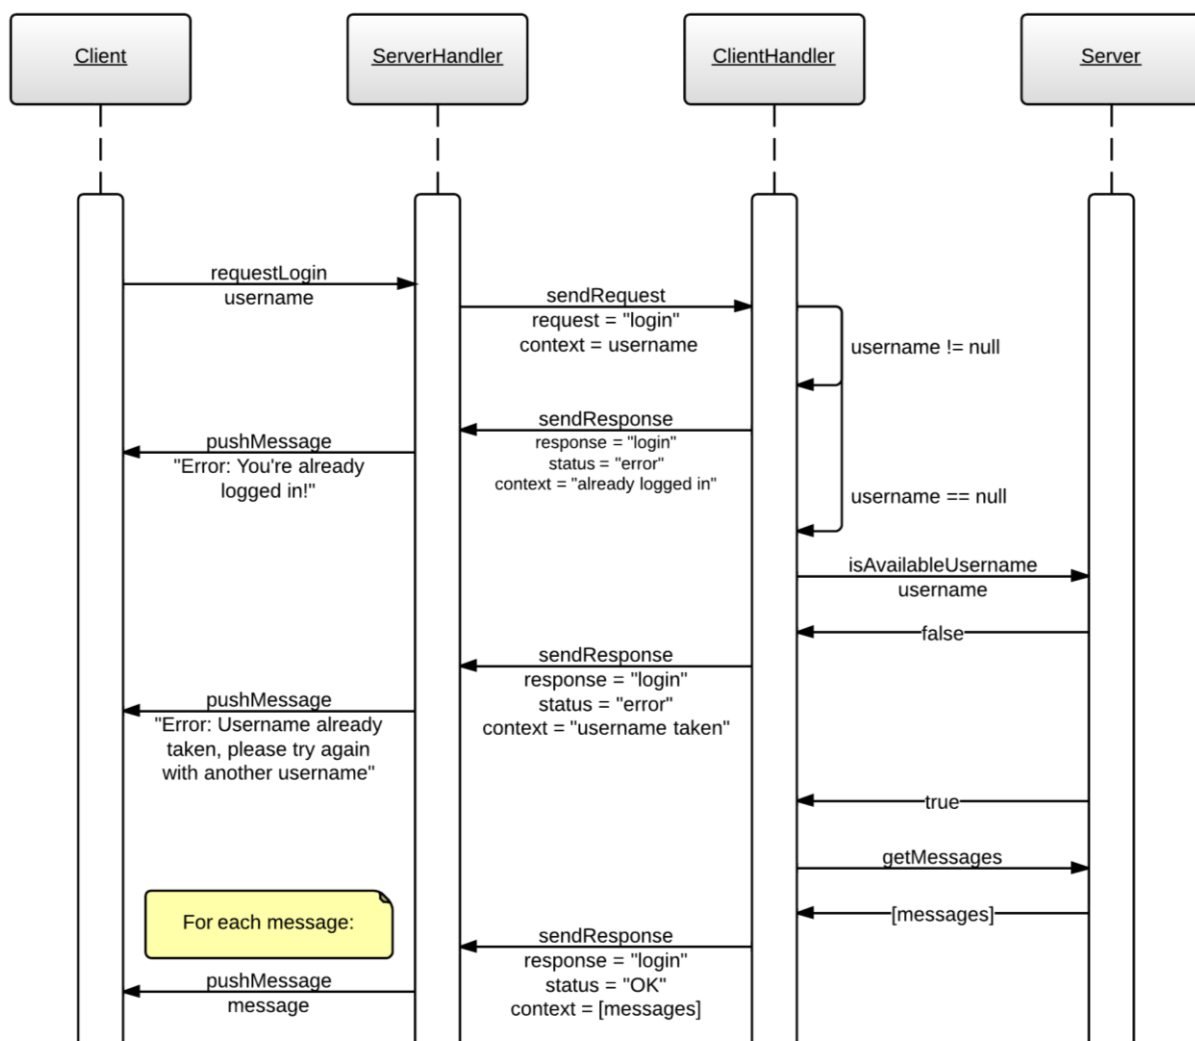 Client
ServerHandler
ClientHandler
Server
requestLogin
username
sendRequest
request = "login"
context = username
username != null
sendResponse
response = "login"
status = "error"
context = "already logged in"
pushMessage
"Error: You're already
logged in!"
username == null
isAvailableUsername
username
false
sendResponse
response = "login"
status = "error"
context = "username taken"
pushMessage
"Error: Username already
taken, please try again
with another username"
true
getMessages
[messages]
For each message:
sendResponse
response = "login"
status = "OK"
context = [messages]
pushMessage
message